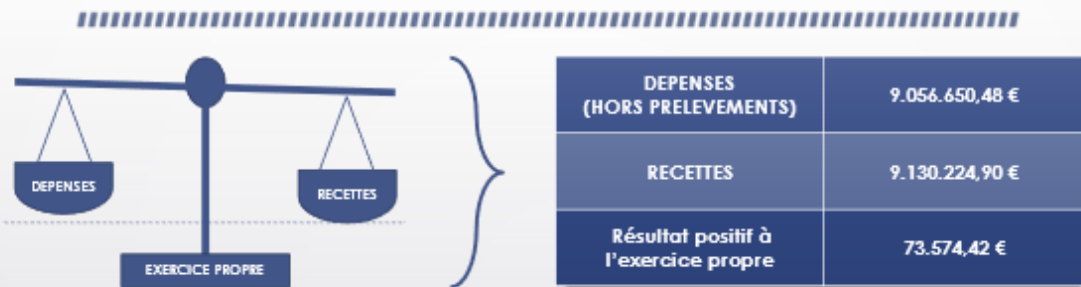 DEPENSES
RECETTES
EXERCICE PROPRE
DEPENSES
(HORS PRELEVEMENTS)
9.056.650,48 €
RECETTES
9.130.224,90 €
Résultat positif à
l'exercice propre
73.574,42 €